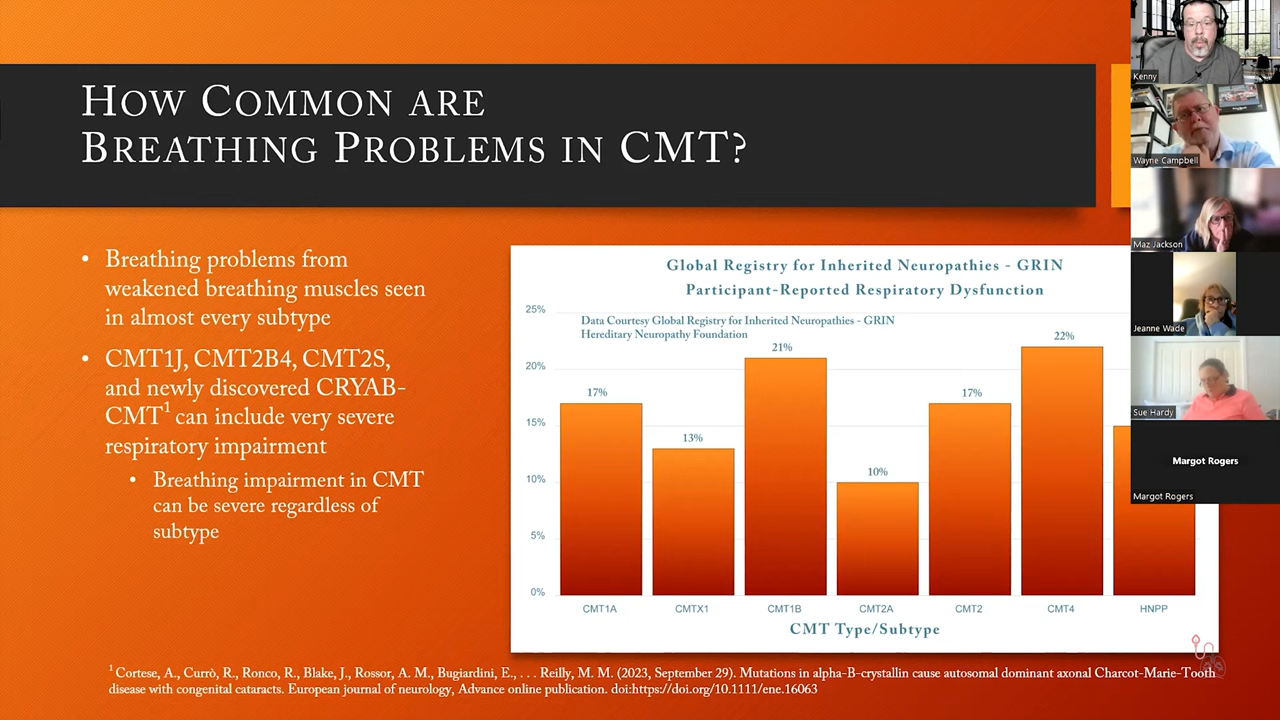 HOW COMMON ARE
BREATHING PROBLEMS IN CMT?
• Breathing problems from
weakened breathing muscles seen
in almost every subtype
• CMT1J, CMT2B4, CMT2S,
and newly discovered CRYAB-
CMT1 can include very severe
respiratory impairment
• Breathing impairment in CMT
can be severe regardless of
subtype
Global Registry for Inherited Neuropathies - GRIN
Participant-Reported Respiratory Dysfunction
Data Courtesy Global Registry for Inherited Neuropathies - GRIN
Hereditary Neuropathy Foundation
25%
20%
15%
10%
5%
0%
17%
13%
21%
10%
17%
22%
CMT1A
CMTX1
CMT1B
CMT2A
CMT2
CMT4
HNPP
CMT Type/Subtype
1 Cortese, A., Currò, R., Ronco, R., Blake, J., Rossor, A. M., Bugiardini, E., . . . Reilly, M. M. (2023, September 29). Mutations in alpha-B-crystallin cause autosomal dominant axonal Charcot-Marie-Tooth
disease with congenital cataracts. European journal of neurology, Advance online publication. doi:https://doi.org/10.1111/ene.16063
Kenny
Wayne Campbell
Maz Jackson
Jeanne Wade
Sue Hardy
Margot Rogers
Margot Rogers